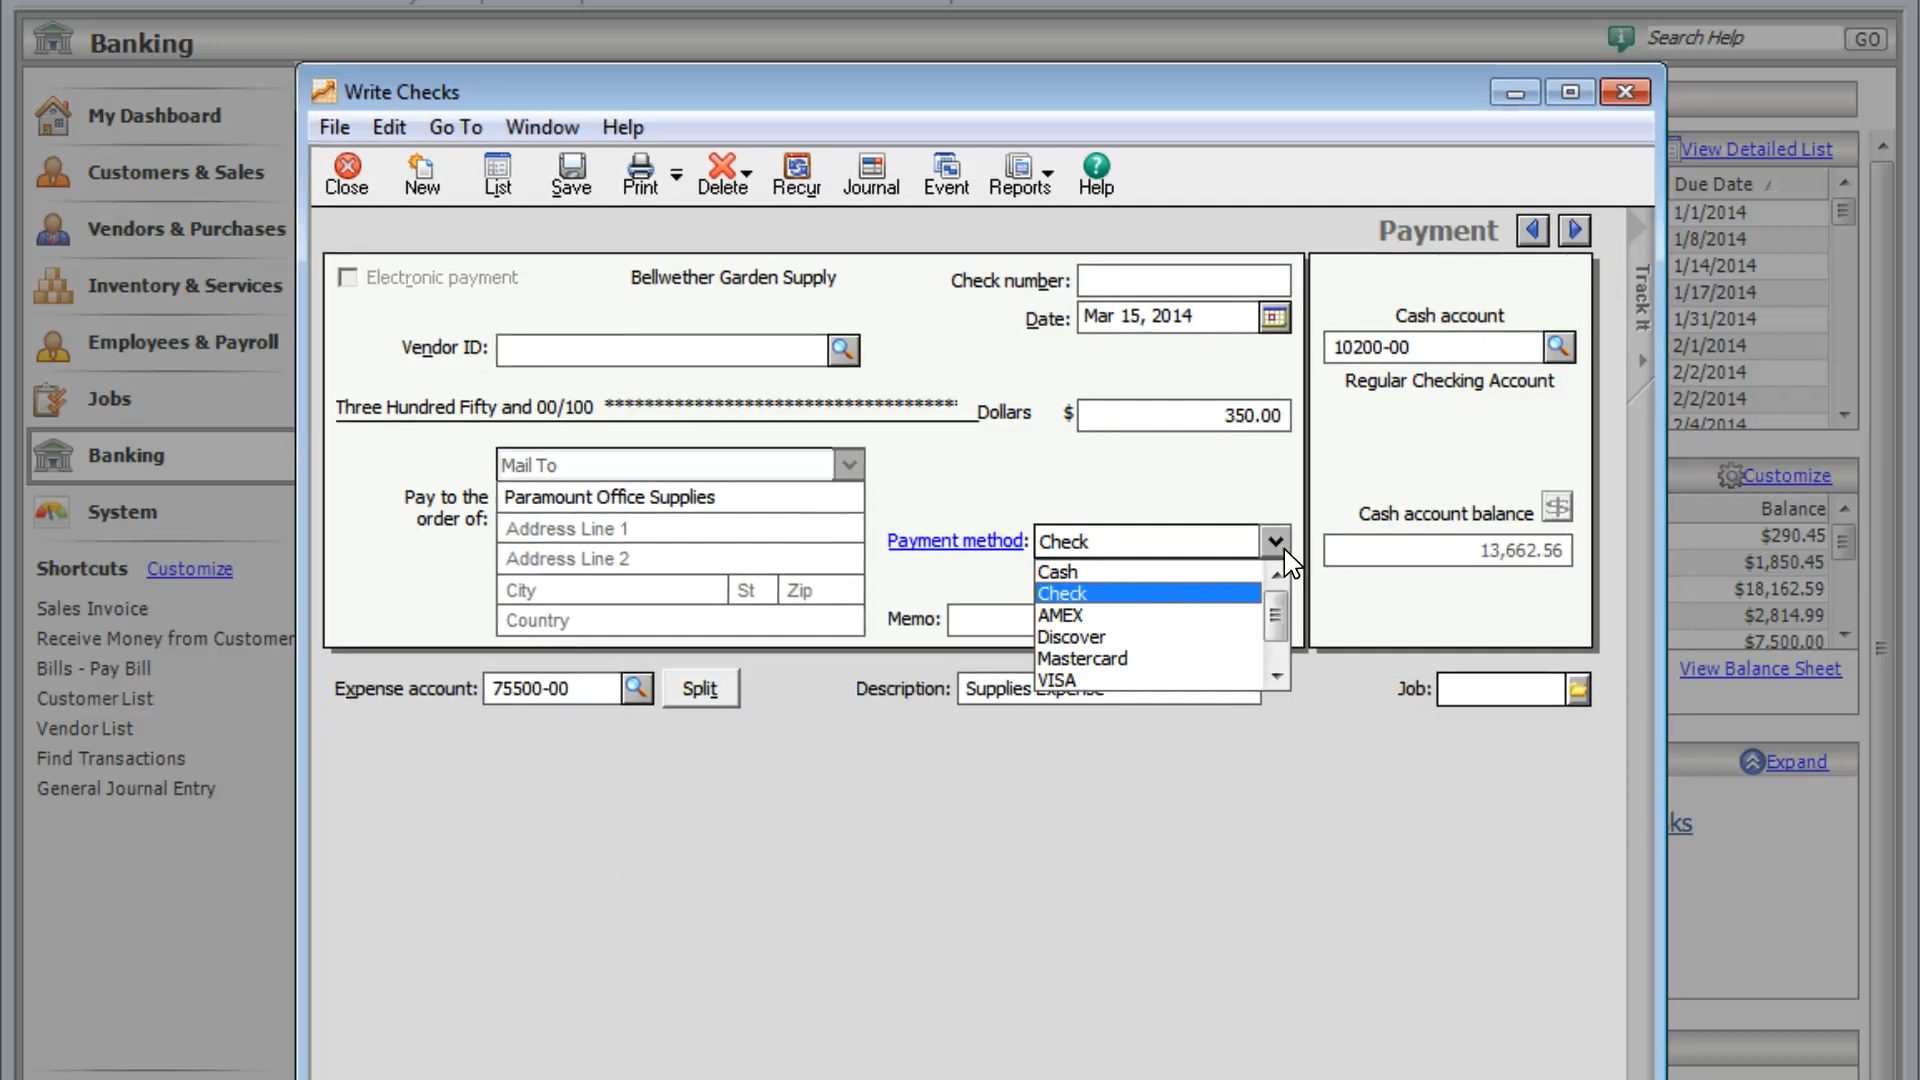 Banking
Search Help
GO
My Dashboard
Customers & Sales
Vendors & Purchases
Inventory & Services
Employees & Payroll
Jobs
Banking
System
Shortcuts Customize
Sales Invoice
Receive Money from Customer
Bills - Pay Bill
Customer List
Vendor List
Find Transactions
General Journal Entry
Write Checks
File Edit Go To Window Help
Close New List Save Print Delete Recur Journal Event Reports Help
Payment
Track It
Electronic payment
Bellwether Garden Supply
Check number:
Date: Mar 15, 2014
Vendor ID:
Three Hundred Fifty and 00/100 ************************************ Dollars $ 350.00
Mail To
Pay to the order of:
Paramount Office Supplies
Address Line 1
Address Line 2
City St Zip
Country
Payment method: Check
Cash
Check
AMEX
Discover
Mastercard
VISA
Memo:
Cash account
10200-00
Regular Checking Account
Cash account balance
13,662.56
Expense account: 75500-00 Split
Description: Supplies Expense
Job:
View Detailed List
Due Date
1/1/2014
1/8/2014
1/14/2014
1/17/2014
1/31/2014
2/1/2014
2/2/2014
2/2/2014
2/4/2014
Customize
Balance
$290.45
$1,850.45
$18,162.59
$2,814.99
$7,500.00
View Balance Sheet
Expand
ks